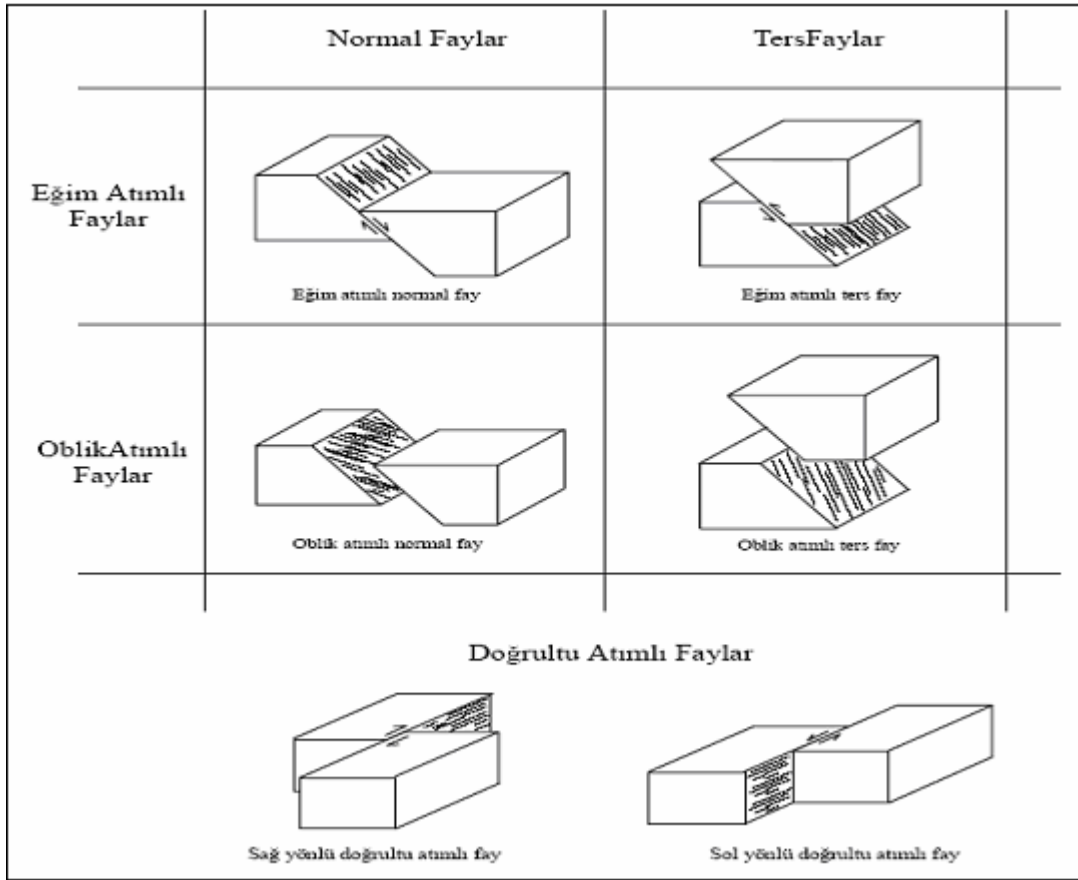 Normal Faylar
TersFaylar
Eğim Atımlı
Faylar
Eğim atımlı normal fay
Eğim atımlı ters fay
OblikAtımlı
Faylar
Oblik atımlı normal fay
Oblik atımlı ters fay
Doğrultu Atımlı Faylar
Sağ yönlü doğrultu atımlı fay
Sol yönlü doğrultu atımlı fay